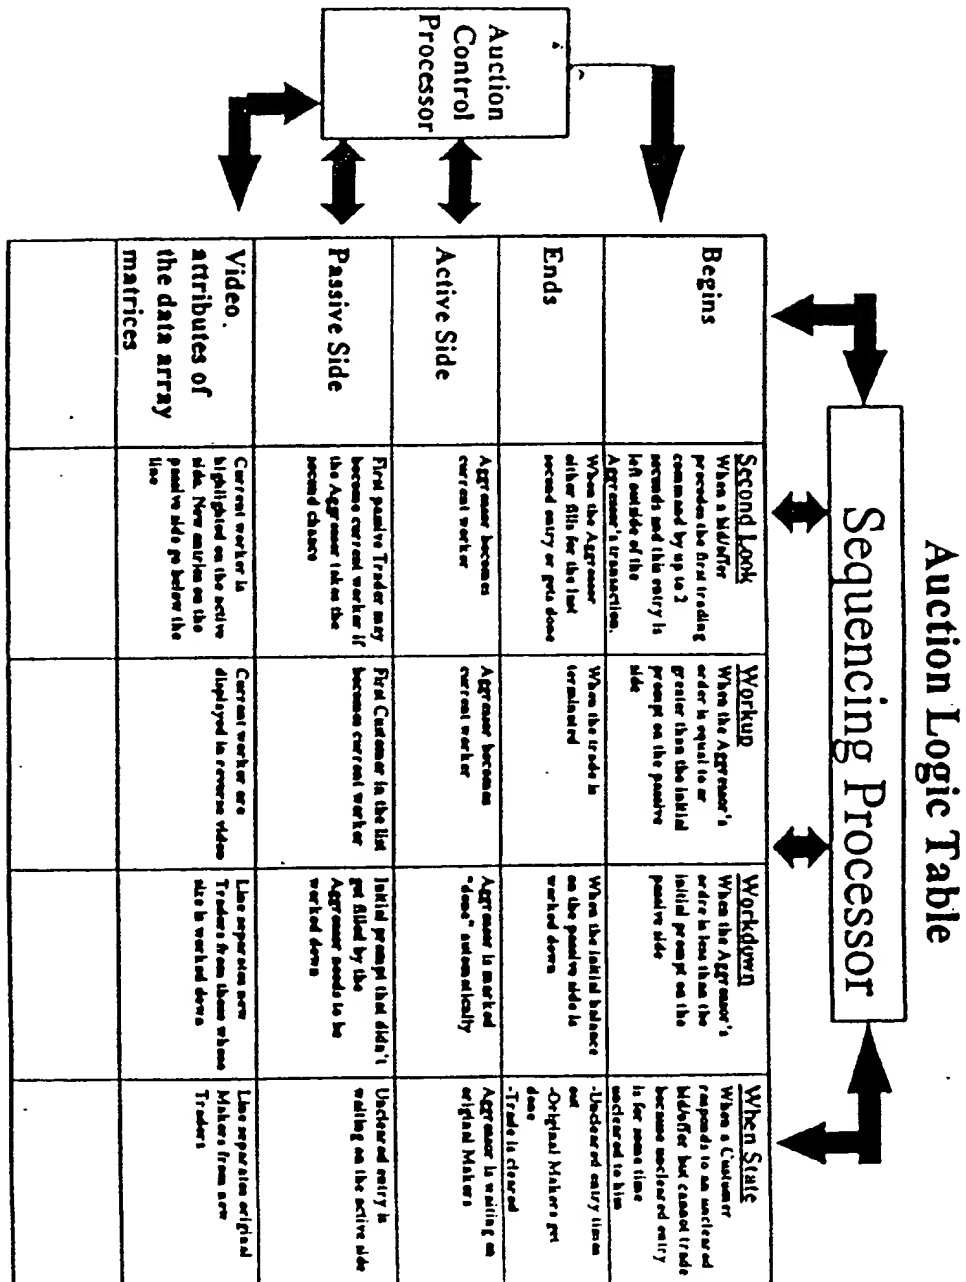 Auction Logic Table
Sequencing Processor
Auction
Control
Processor
Second Look
Workup
Workdown
When State
Begins
When a bid/offer
precedes the first trading
command by up to 2
seconds and this entry is
left outside of the
Aggressor's transaction.
When the Aggressor's
order is equal to or
greater than the initial
prompt on the passive
side
When the Aggressor's
ordre is less than the
initial prompt on the
passive side
When a Customer
responds to an uncleared
bid/offer but cannot trade
because uncleared entry
is for some time
uncleared to him
Ends
When the Aggressor
either fills for the last
second entry or gets done
When the trade is
terminated
When the initial balance
on the passive side is
worked down
-Uncleared entry times
out
-Original Makers get
done
-Trade is cleared
Active Side
Aggressor becomes
current worker
Aggressor becomes
current worker
Aggressor is marked
"done" automatically
Aggressor is waiting on
original Makers
Passive Side
First passive Trader may
become current worker if
the Aggressor takes the
second chance
First Customer in the list
becomes current worker
Initial prompt that didn't
get filled by the
Aggressor needs to be
worked down
Uncleared entry is
waiting on the active side
Video.
attributes of
the data array
matrices
Current worker is
highlighted on the active
side. New entries on the
passive side go below the
line
Current worker are
displayed in reverse video
Line separates new
Traders from those whose
size is worked down
Line separates original
Makers from new
Traders